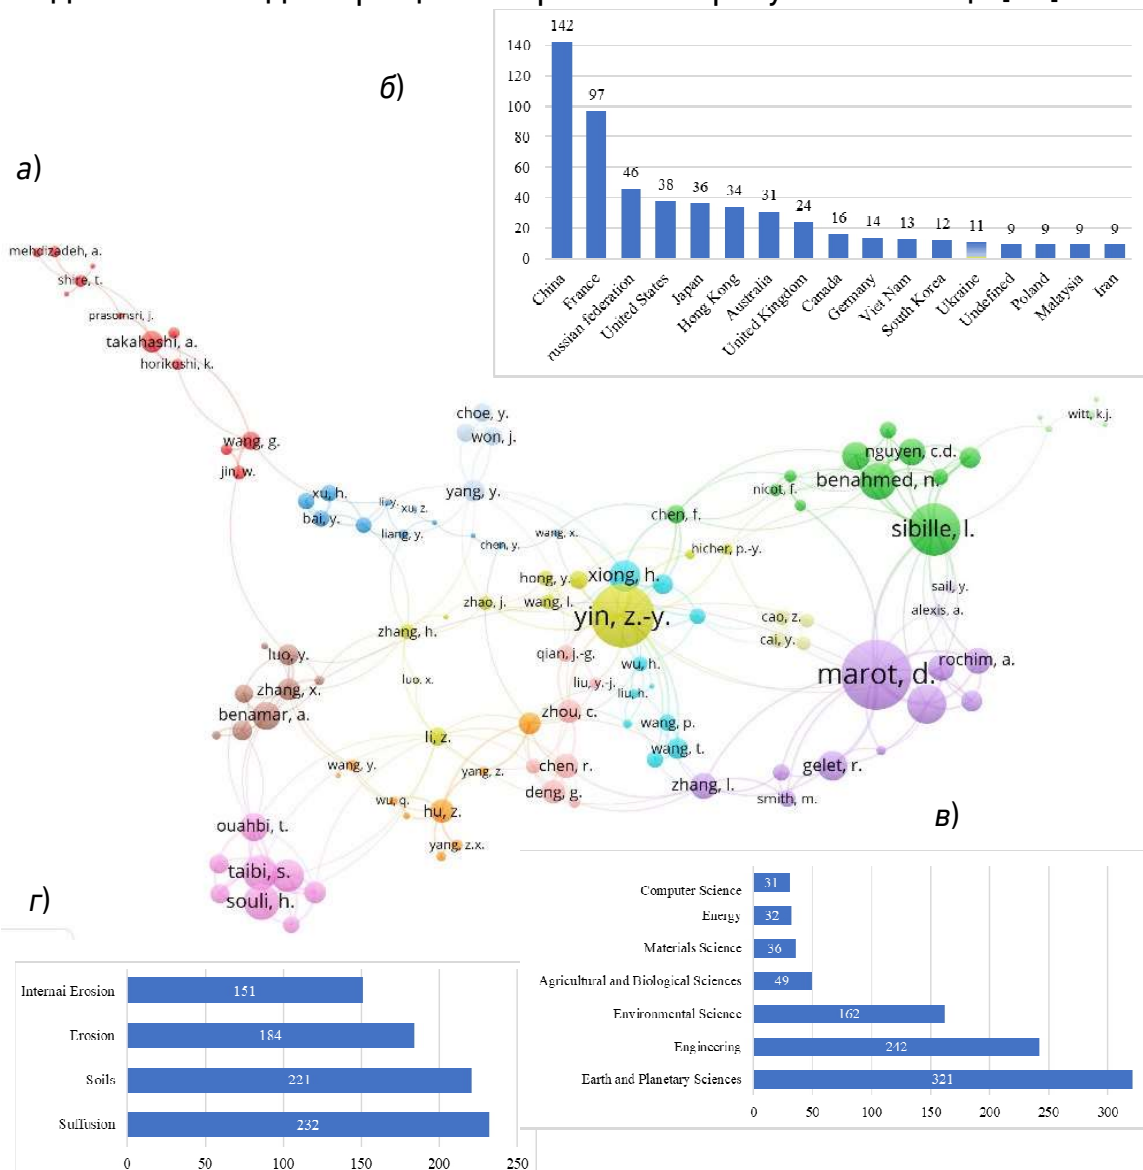 142
140
120
100
80
60
40
20
0
б)
97
46
38
36
34
31
24
16
14
13
12
11
9
9
9
9
China
France
russian federation
United States
Japan
Hong Kong
Australia
United Kingdom
Canada
Germany
Viet Nam
South Korea
Ukraine
Undefined
Poland
Malaysia
Iran
а)
mehdizadeh, a.
shire, t.
prasomsri, j.
takahashi, a.
horikoshi, k.
wang, g.
jin, w.
choe, y.
won, j.
witt, k.j.
nguyen, c.d.
benahmed, n.
nicot, f.
yang, y.
xu, h.
li, y.
xu, z.
bai, y.
liang, y.
chen, y.
wang, x.
chen, f.
sibille, l.
hicher, p.-y.
hong, y.
xiong, h.
zhao, j.
wang, l.
yin, z.-y.
sail, y.
alexis, a.
cao, z.
cai, y.
zhang, h.
luo, y.
qian, j.-g.
wu, h.
marot, d.
rochim, a.
luo, x.
liu, y.-j.
liu, h.
zhang, x.
benamar, a.
zhou, c.
wang, p.
li, z.
wang, t.
wang, y.
yang, z.
chen, r.
gelet, r.
zhang, l.
deng, g.
smith, m.
wu, q.
hu, z.
ouahbi, t.
yang, z.x.
taibi, s.
souli, h.
в)
Computer Science 31
Energy 32
Materials Science 36
Agricultural and Biological Sciences 49
Environmental Science 162
Engineering 242
Earth and Planetary Sciences 321
0 50 100 150 200 250 300
г)
Internai Erosion 151
Erosion 184
Soils 221
Suffusion 232
0 50 100 150 200 250